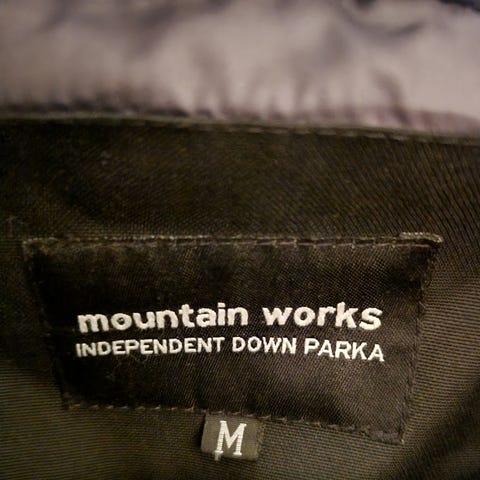 mountain works
INDEPENDENT DOWN PARKA
M